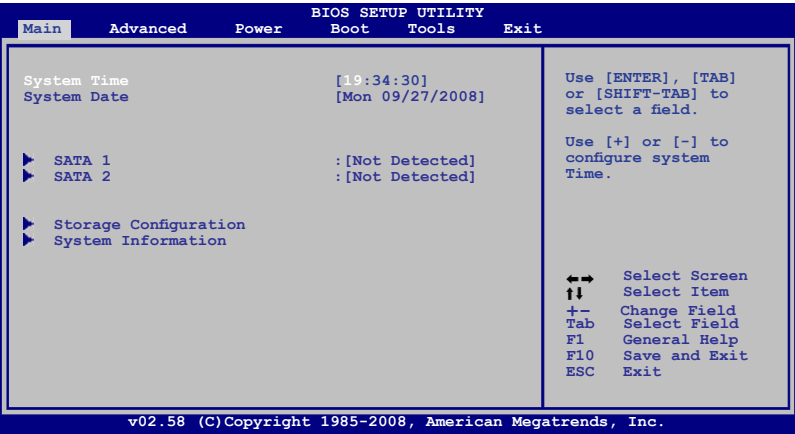 BIOS SETUP UTILITY
Main Advanced Power Boot Tools Exit
System Time [19:34:30]
System Date [Mon 09/27/2008]
SATA 1 :[Not Detected]
SATA 2 :[Not Detected]
Storage Configuration
System Information
Use [ENTER], [TAB]
or [SHIFT-TAB] to
select a field.
Use [+] or [-] to
configure system
Time.
←→ Select Screen
↑↓ Select Item
+- Change Field
Tab Select Field
F1 General Help
F10 Save and Exit
ESC Exit
v02.58 (C)Copyright 1985-2008, American Megatrends, Inc.